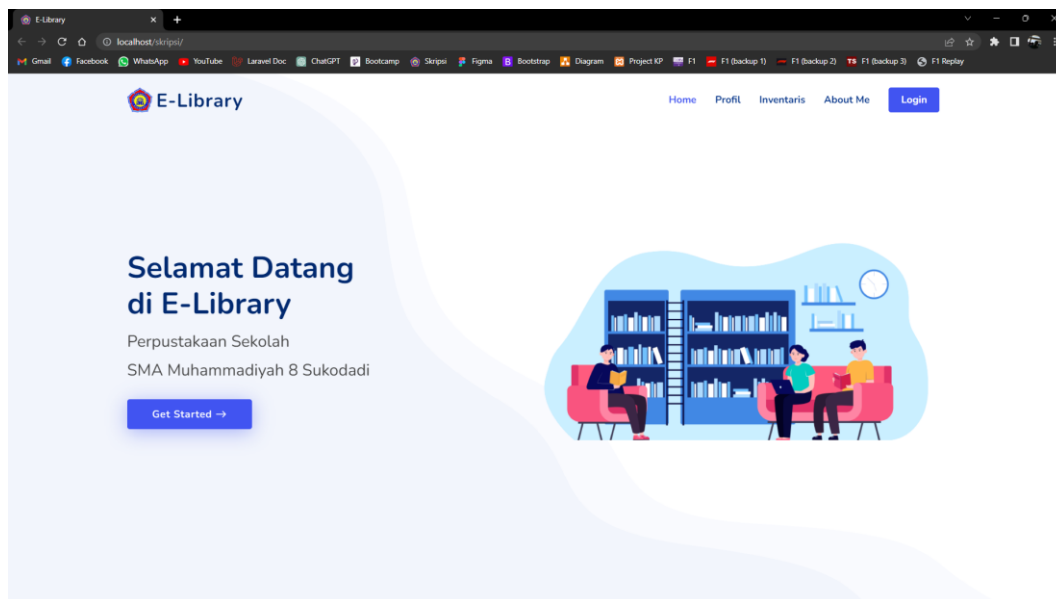 E-Library
localhost/skripsi/
Gmail Facebook WhatsApp YouTube Laravel Doc ChatGPT Bootcamp Skripsi Figma Bootstrap Diagram Project KP F1 F1 (backup 1) F1 (backup 2) F1 (backup 3) F1 Replay
E-Library Home Profil Inventaris About Me Login
Selamat Datang
di E-Library
Perpustakaan Sekolah
SMA Muhammadiyah 8 Sukodadi
Get Started →